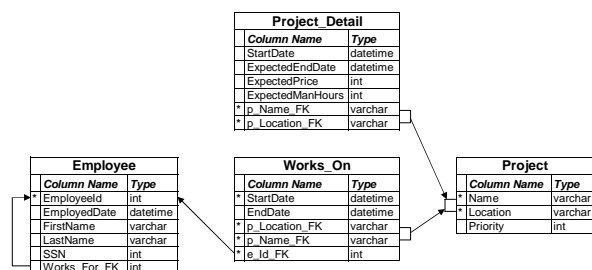 Project_Detail
Column Name Type
StartDate datetime
ExpectedEndDate datetime
ExpectedPrice int
ExpectedManHours int
* p_Name_FK varchar
* p_Location_FK varchar
Employee
Column Name Type
* EmployeeId int
EmployedDate datetime
FirstName varchar
LastName varchar
SSN int
Works_For_FK int
Works_On
Column Name Type
* StartDate datetime
EndDate datetime
* p_Location_FK varchar
* p_Name_FK varchar
* e_Id_FK int
Project
Column Name Type
* Name varchar
* Location varchar
Priority int